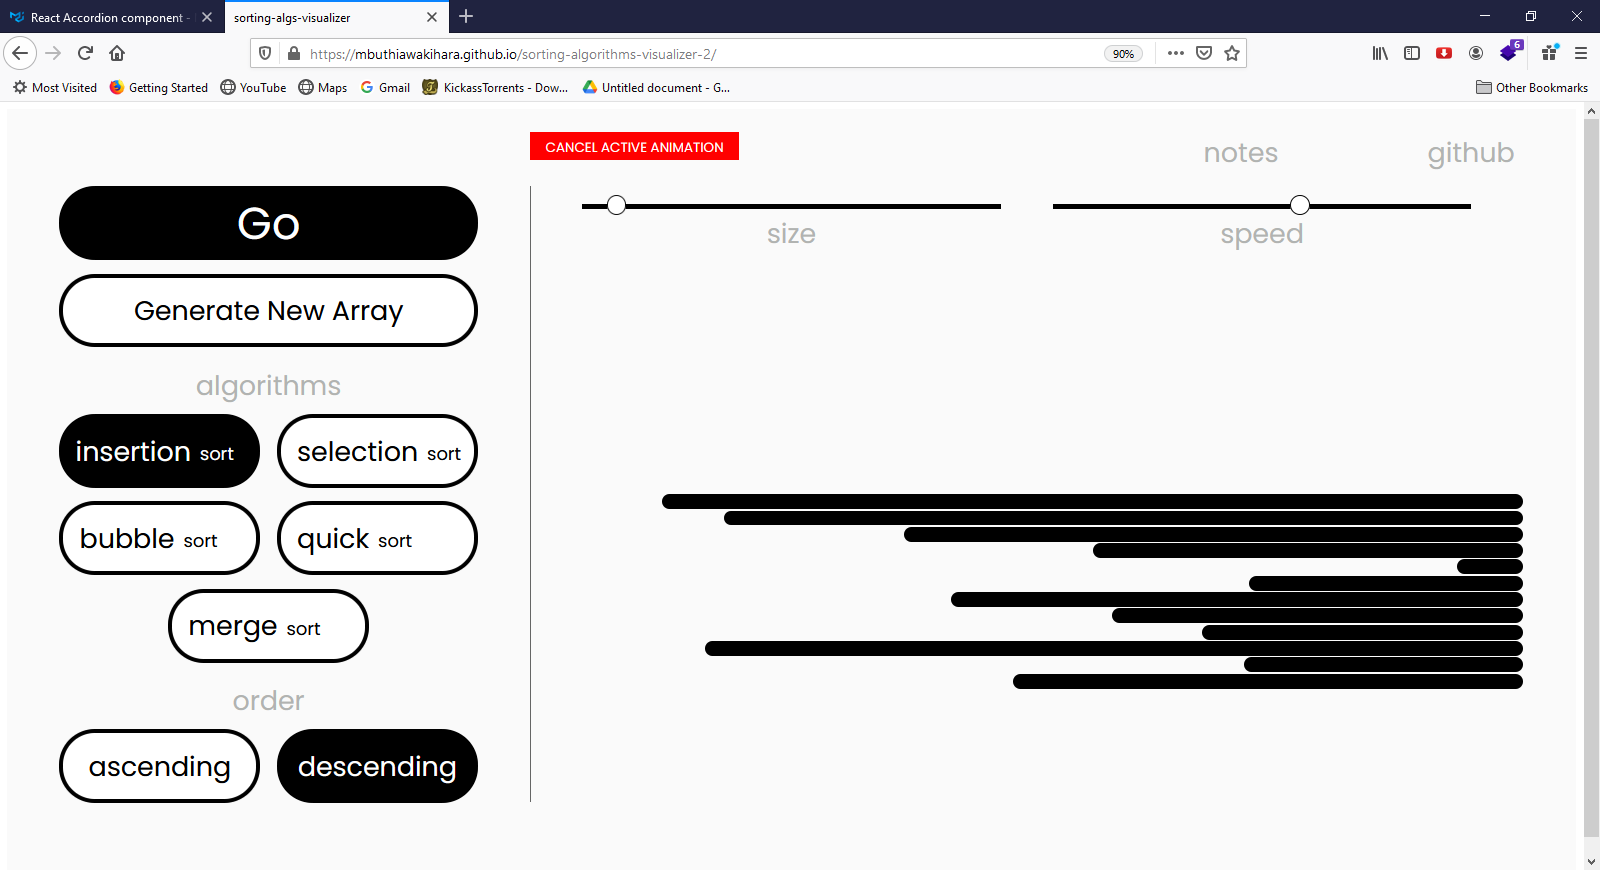 React Accordion component -
sorting-algs-visualizer
https://mbuthiawakihara.github.io/sorting-algorithms-visualizer-2/
90%
6
Most Visited
Getting Started
YouTube
Maps
Gmail
KickassTorrents - Dow...
Untitled document - G...
Other Bookmarks
CANCEL ACTIVE ANIMATION
notes
github
Go
size
speed
Generate New Array
algorithms
insertion sort
selection sort
bubble sort
quick sort
merge sort
order
ascending
descending